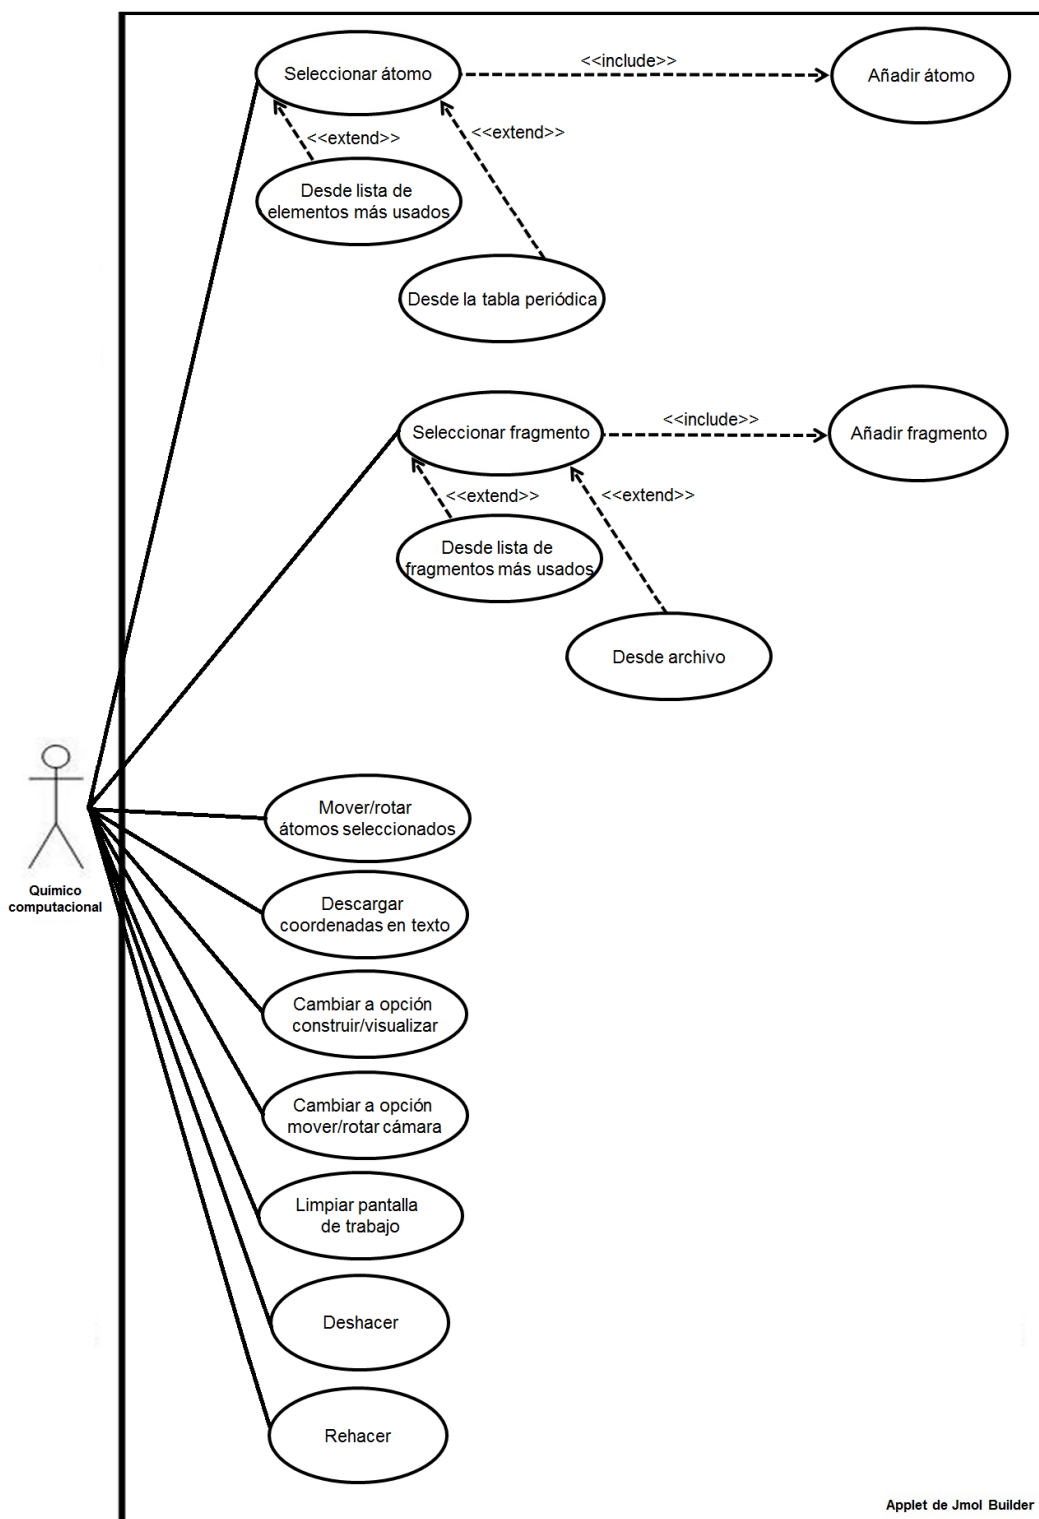 Seleccionar átomo
<<include>>
Añadir átomo
<<extend>>
<<extend>>
Desde lista de
elementos más usados
Desde la tabla periódica
Seleccionar fragmento
<<include>>
Añadir fragmento
<<extend>>
<<extend>>
Desde lista de
fragmentos más usados
Desde archivo
Químico
computacional
Mover/rotar
átomos seleccionados
Descargar
coordenadas en texto
Cambiar a opción
construir/visualizar
Cambiar a opción
mover/rotar cámara
Limpiar pantalla
de trabajo
Deshacer
Rehacer
Applet de Jmol Builder